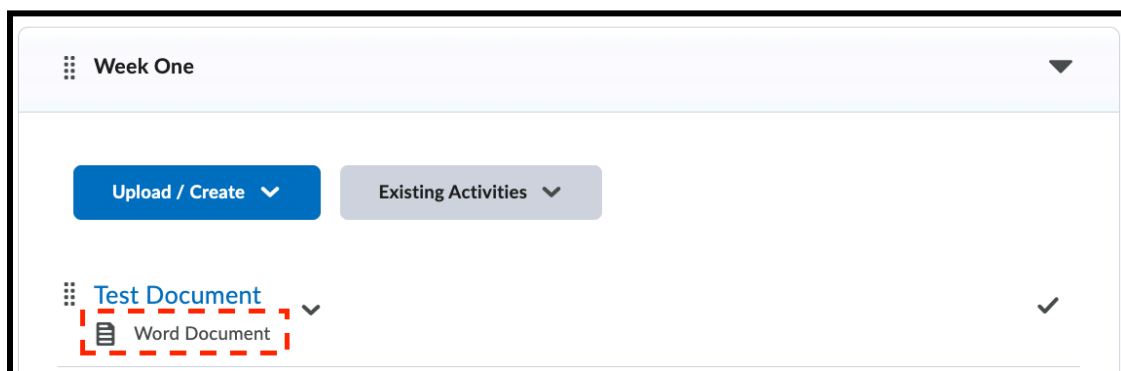 Week One
Upload / Create
Existing Activities
Test Document
Word Document